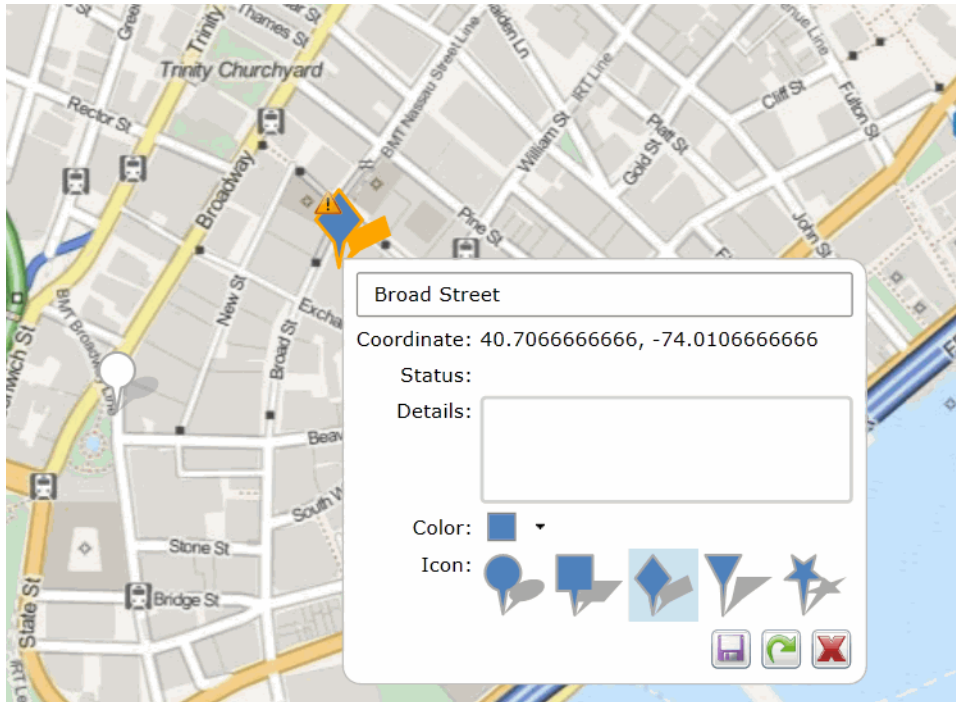 Thames St
Trinity
Trinity Churchyard
Rector St
Broadway
BMT Nassau Street Line
IRT Line
William St
Cliff St
Fulton St
Platt St
Gold St
John St
Pine St
New St
Broad St
BMT Broadway Line
Stone St
Bridge St
State St
Broad Street
Coordinate: 40.7066666666, -74.0106666666
Status:
Details:
Color:
Icon: